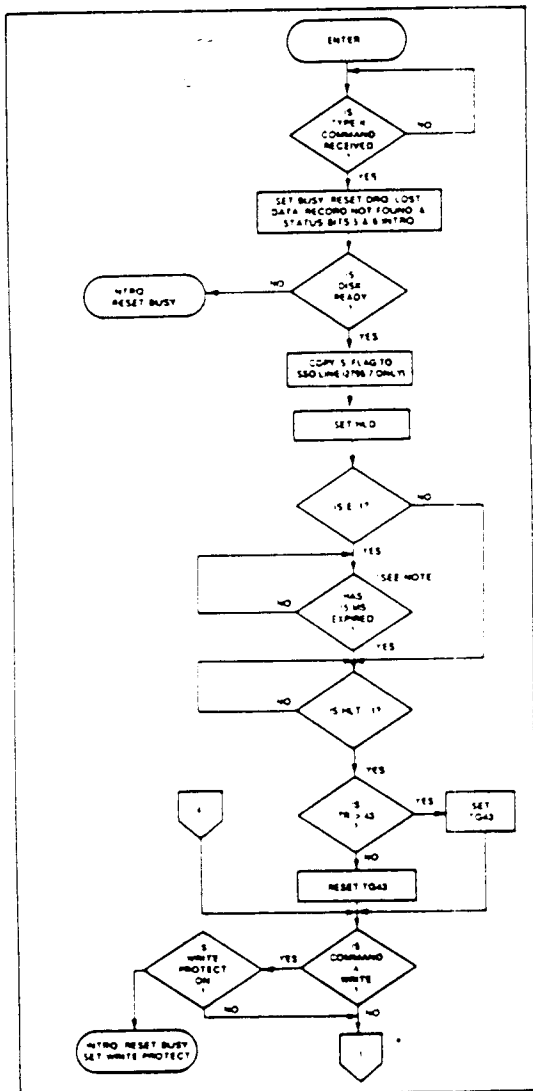 ENTER
IS
TYPE II
COMMAND
RECEIVED
?
NO
YES
SET BUSY, RESET DRQ, LOST
DATA, RECORD NOT FOUND, &
STATUS BITS 5 & 6 INTRQ
IS
DISK
READY
?
NO
INTRQ
RESET BUSY
YES
COPY 'S' FLAG TO
SSO LINE (2795/7 ONLY)
SET HLD
IS E = 1?
NO
YES
*SEE NOTE
HAS
15 MS
EXPIRED
?
NO
YES
IS HLT = 1?
NO
YES
4
IS
TR > 43
?
YES
SET
TG43
NO
RESET TG43
IS
COMMAND
A
WRITE
?
YES
IS
WRITE
PROTECT
ON
?
NO
NO
INTRQ, RESET BUSY
SET WRITE PROTECT
1